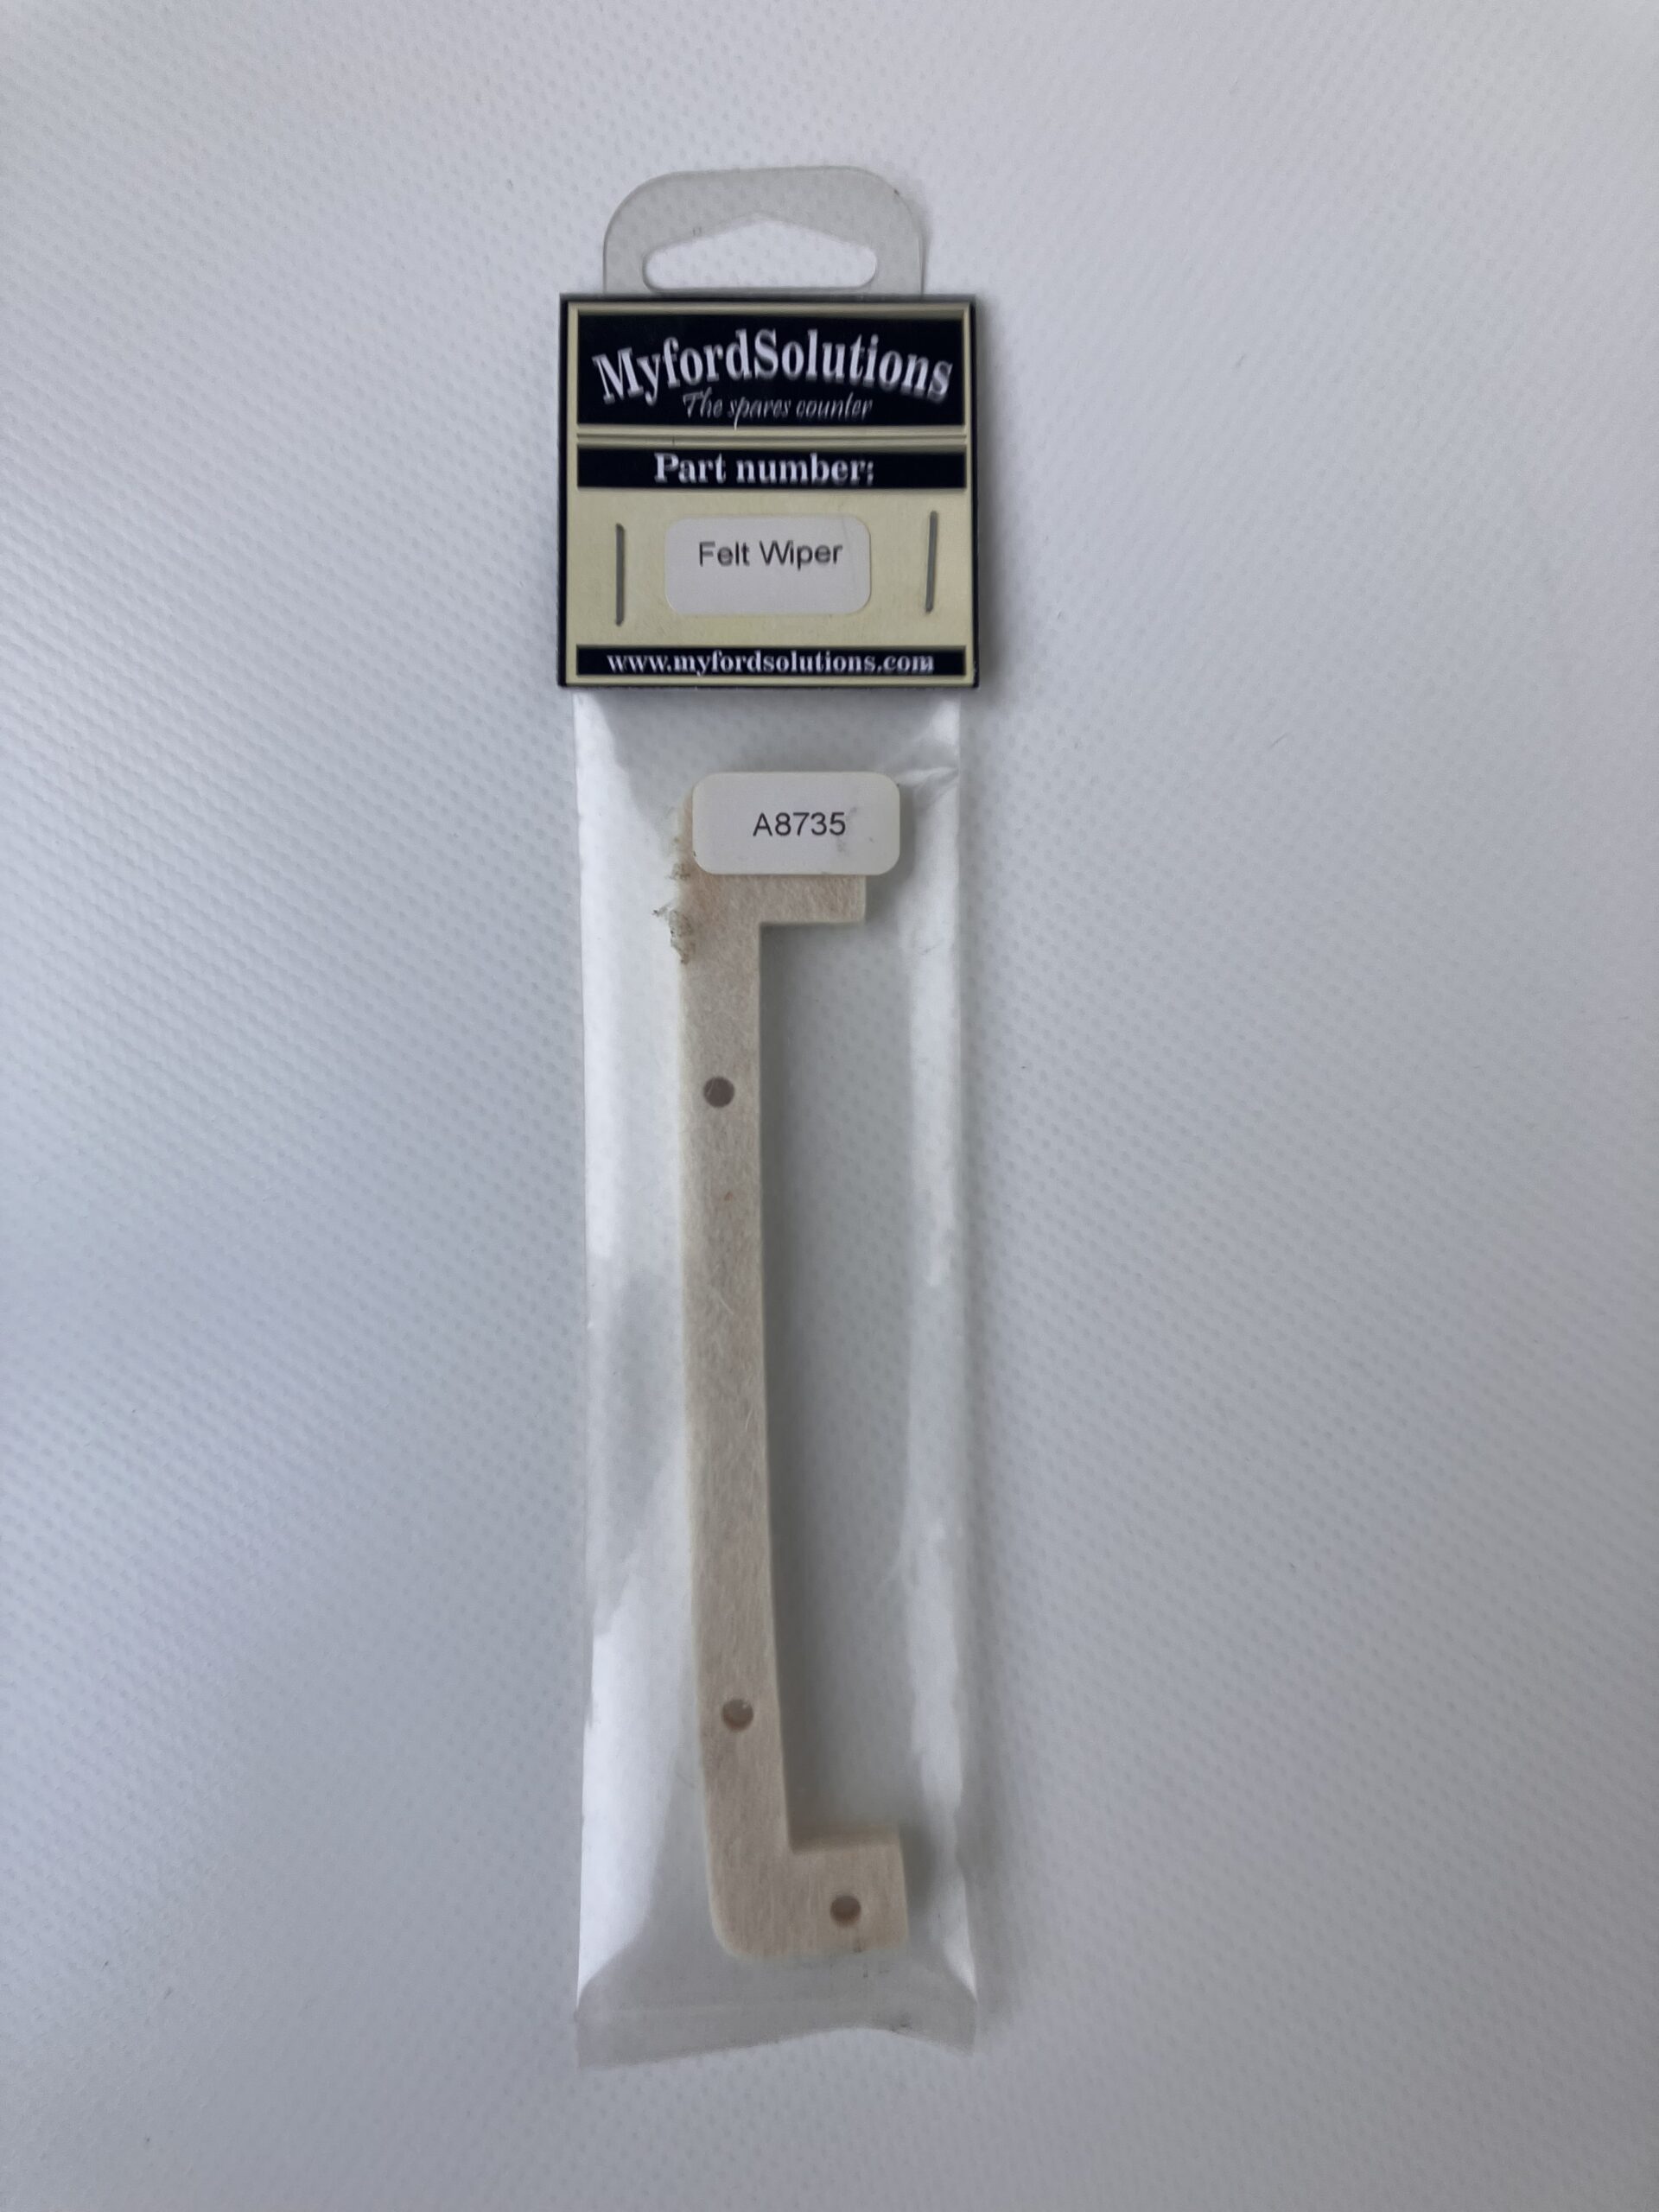 MyfordSolutions
The spares counter
Part number:
Felt Wiper
www.myfordsolutions.com
A8735